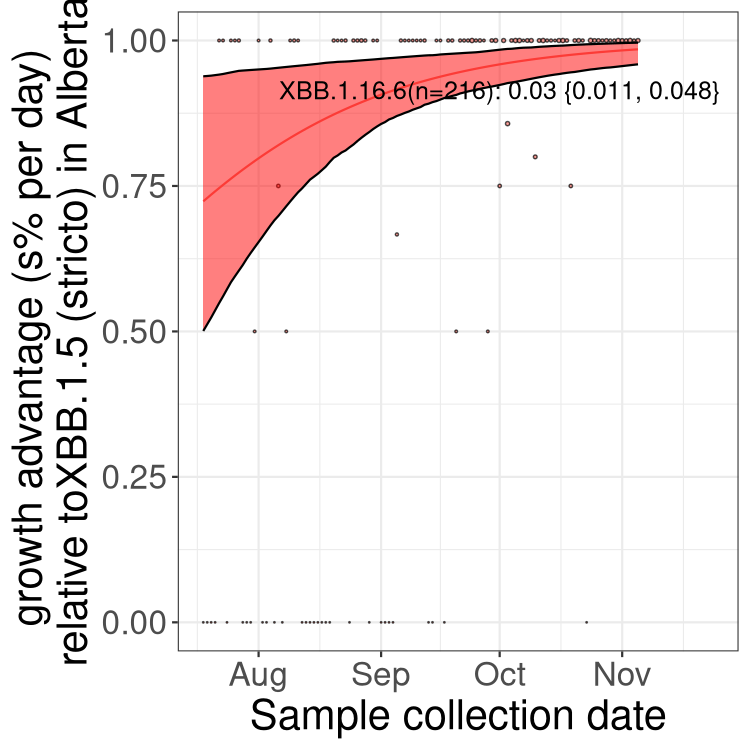 growth advantage (s% per day)
relative toXBB.1.5 (stricto) in Alberta
1.00
0.75
0.50
0.25
0.00
XBB.1.16.6(n=216): 0.03 {0.011, 0.048}
Aug Sep Oct Nov
Sample collection date